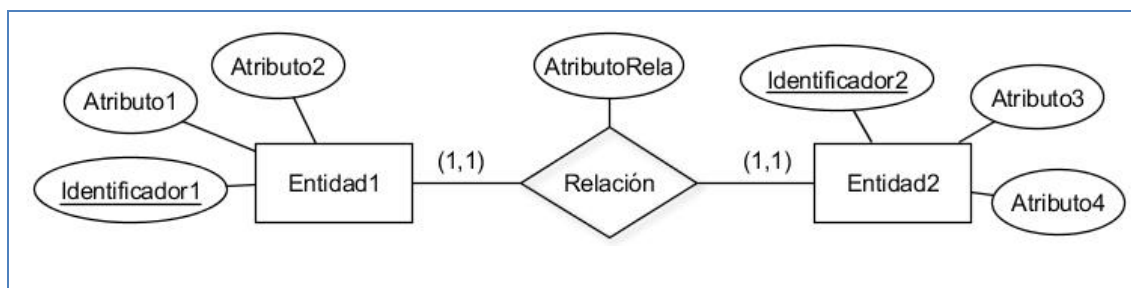 Atributo2
AtributoRela
Identificador2
Atributo1
Atributo3
(1,1)
(1,1)
Identificador1
Entidad1
Relación
Entidad2
Atributo4